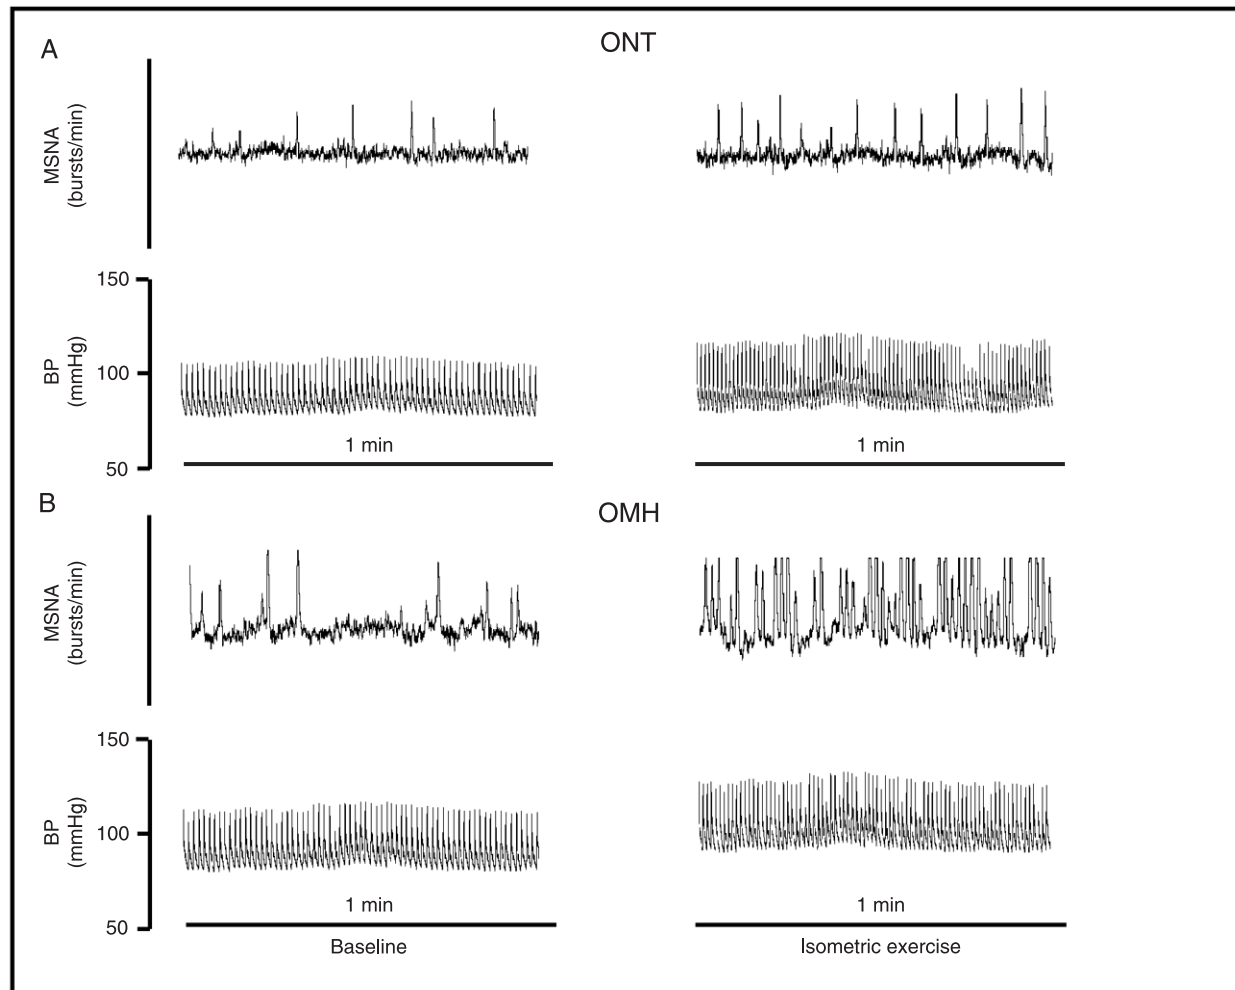 A
ONT
MSNA
(bursts/min)
150
100
50
BP
(mmHg)
1 min
1 min
B
OMH
MSNA
(bursts/min)
150
100
50
BP
(mmHg)
1 min
1 min
Baseline
Isometric exercise